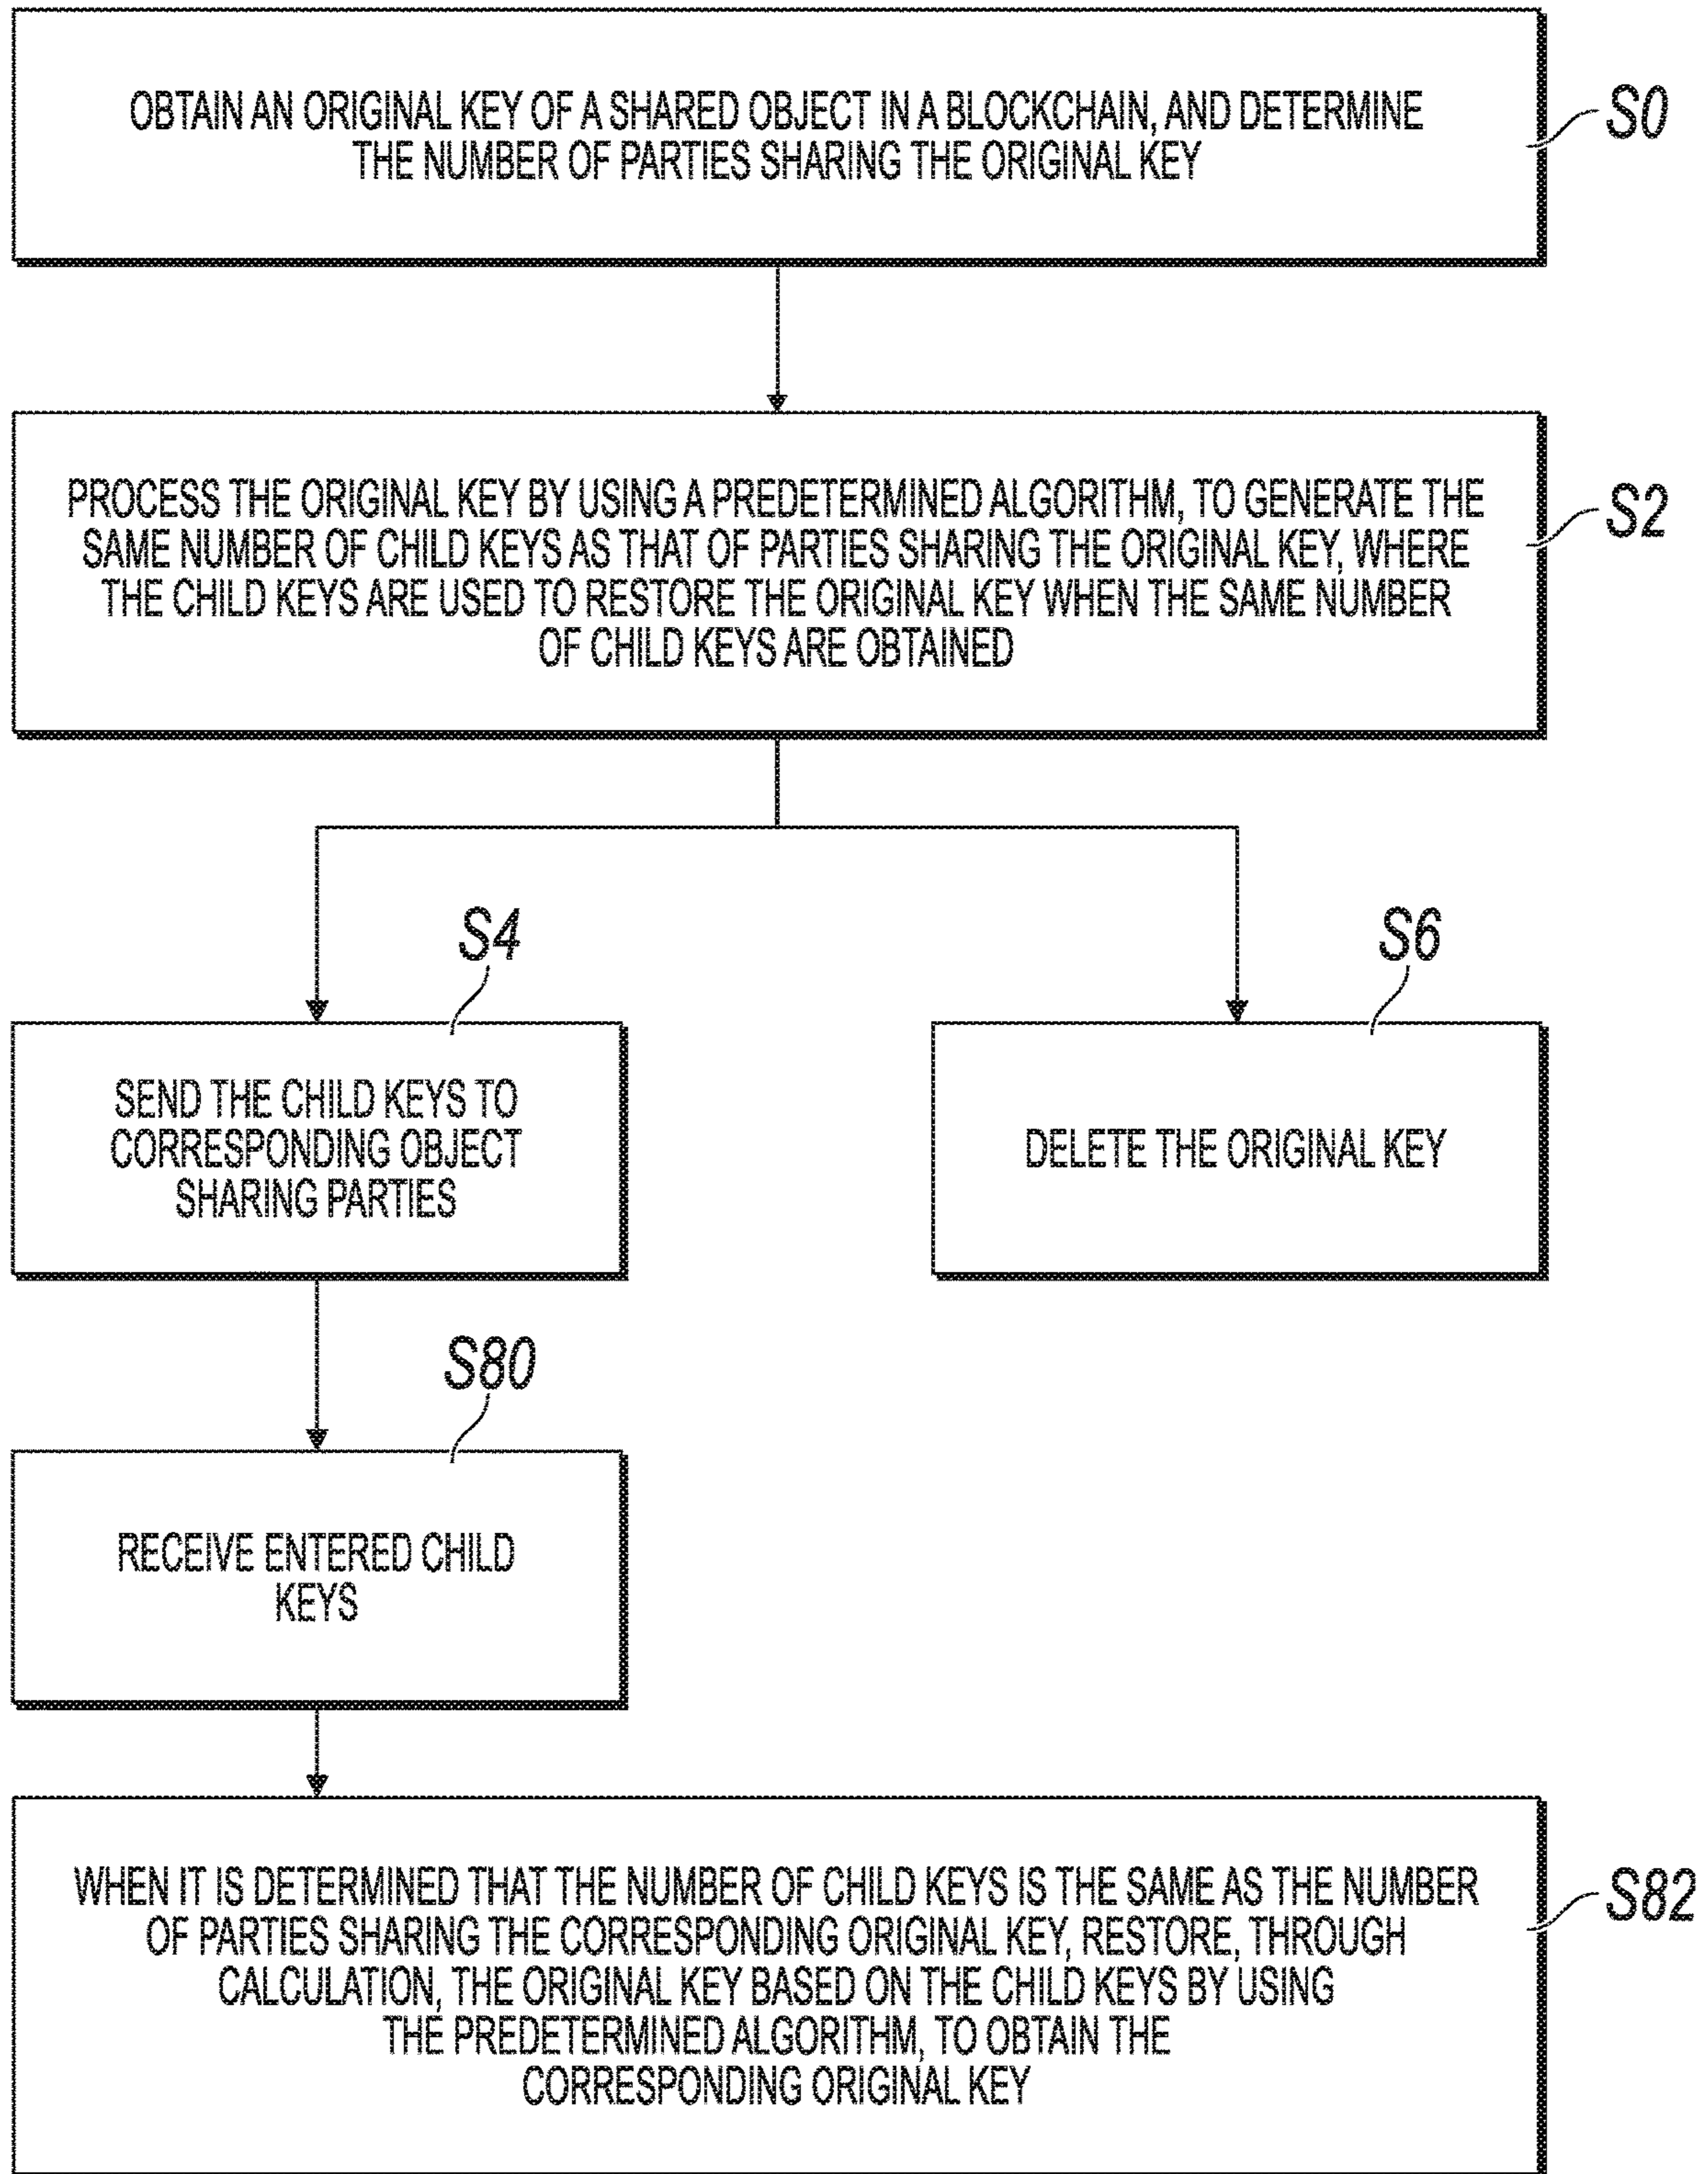 OBTAIN AN ORIGINAL KEY OF A SHARED OBJECT IN A BLOCKCHAIN, AND DETERMINE
THE NUMBER OF PARTIES SHARING THE ORIGINAL KEY
S0
PROCESS THE ORIGINAL KEY BY USING A PREDETERMINED ALGORITHM, TO GENERATE THE
SAME NUMBER OF CHILD KEYS AS THAT OF PARTIES SHARING THE ORIGINAL KEY, WHERE
THE CHILD KEYS ARE USED TO RESTORE THE ORIGINAL KEY WHEN THE SAME NUMBER
OF CHILD KEYS ARE OBTAINED
S2
S4
SEND THE CHILD KEYS TO
CORRESPONDING OBJECT
SHARING PARTIES
S6
DELETE THE ORIGINAL KEY
S80
RECEIVE ENTERED CHILD
KEYS
WHEN IT IS DETERMINED THAT THE NUMBER OF CHILD KEYS IS THE SAME AS THE NUMBER
OF PARTIES SHARING THE CORRESPONDING ORIGINAL KEY, RESTORE, THROUGH
CALCULATION, THE ORIGINAL KEY BASED ON THE CHILD KEYS BY USING
THE PREDETERMINED ALGORITHM, TO OBTAIN THE
CORRESPONDING ORIGINAL KEY
S82